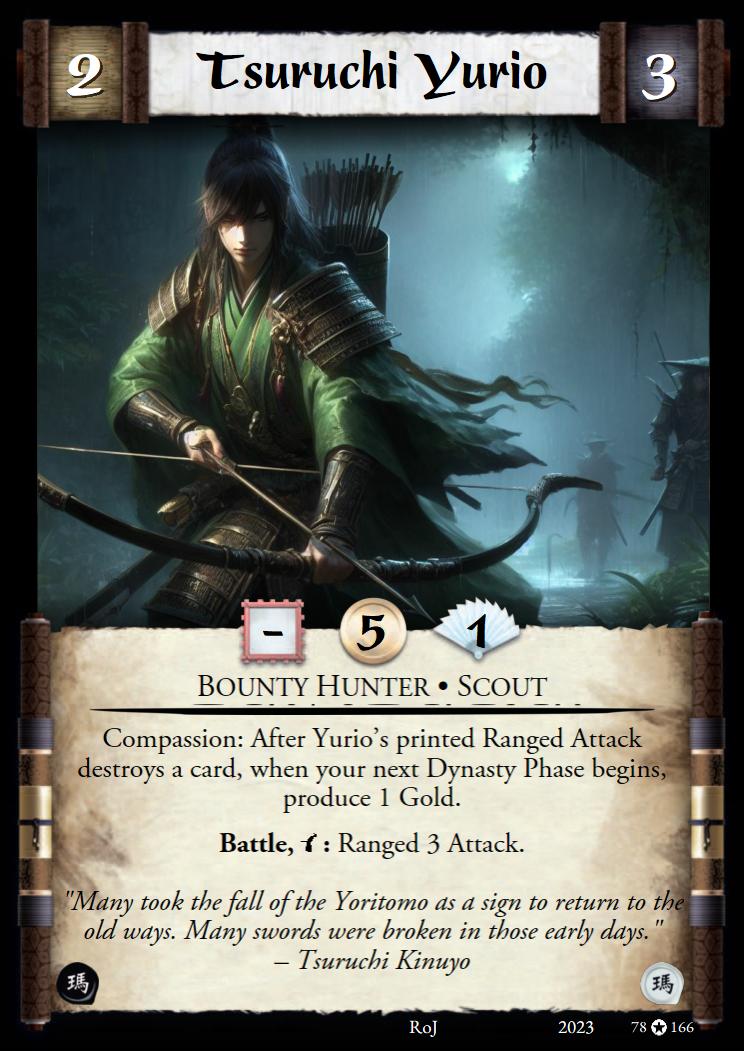 2 Tsuruchi Yurio 3
- 5 1
BOUNTY HUNTER • SCOUT
Compassion: After Yurio's printed Ranged Attack
destroys a card, when your next Dynasty Phase begins,
produce 1 Gold.
Battle, : Ranged 3 Attack.
"Many took the fall of the Yoritomo as a sign to return to the
old ways. Many swords were broken in those early days."
– Tsuruchi Kinuyo
瑪 瑪
RoJ 2023 78 ✪ 166